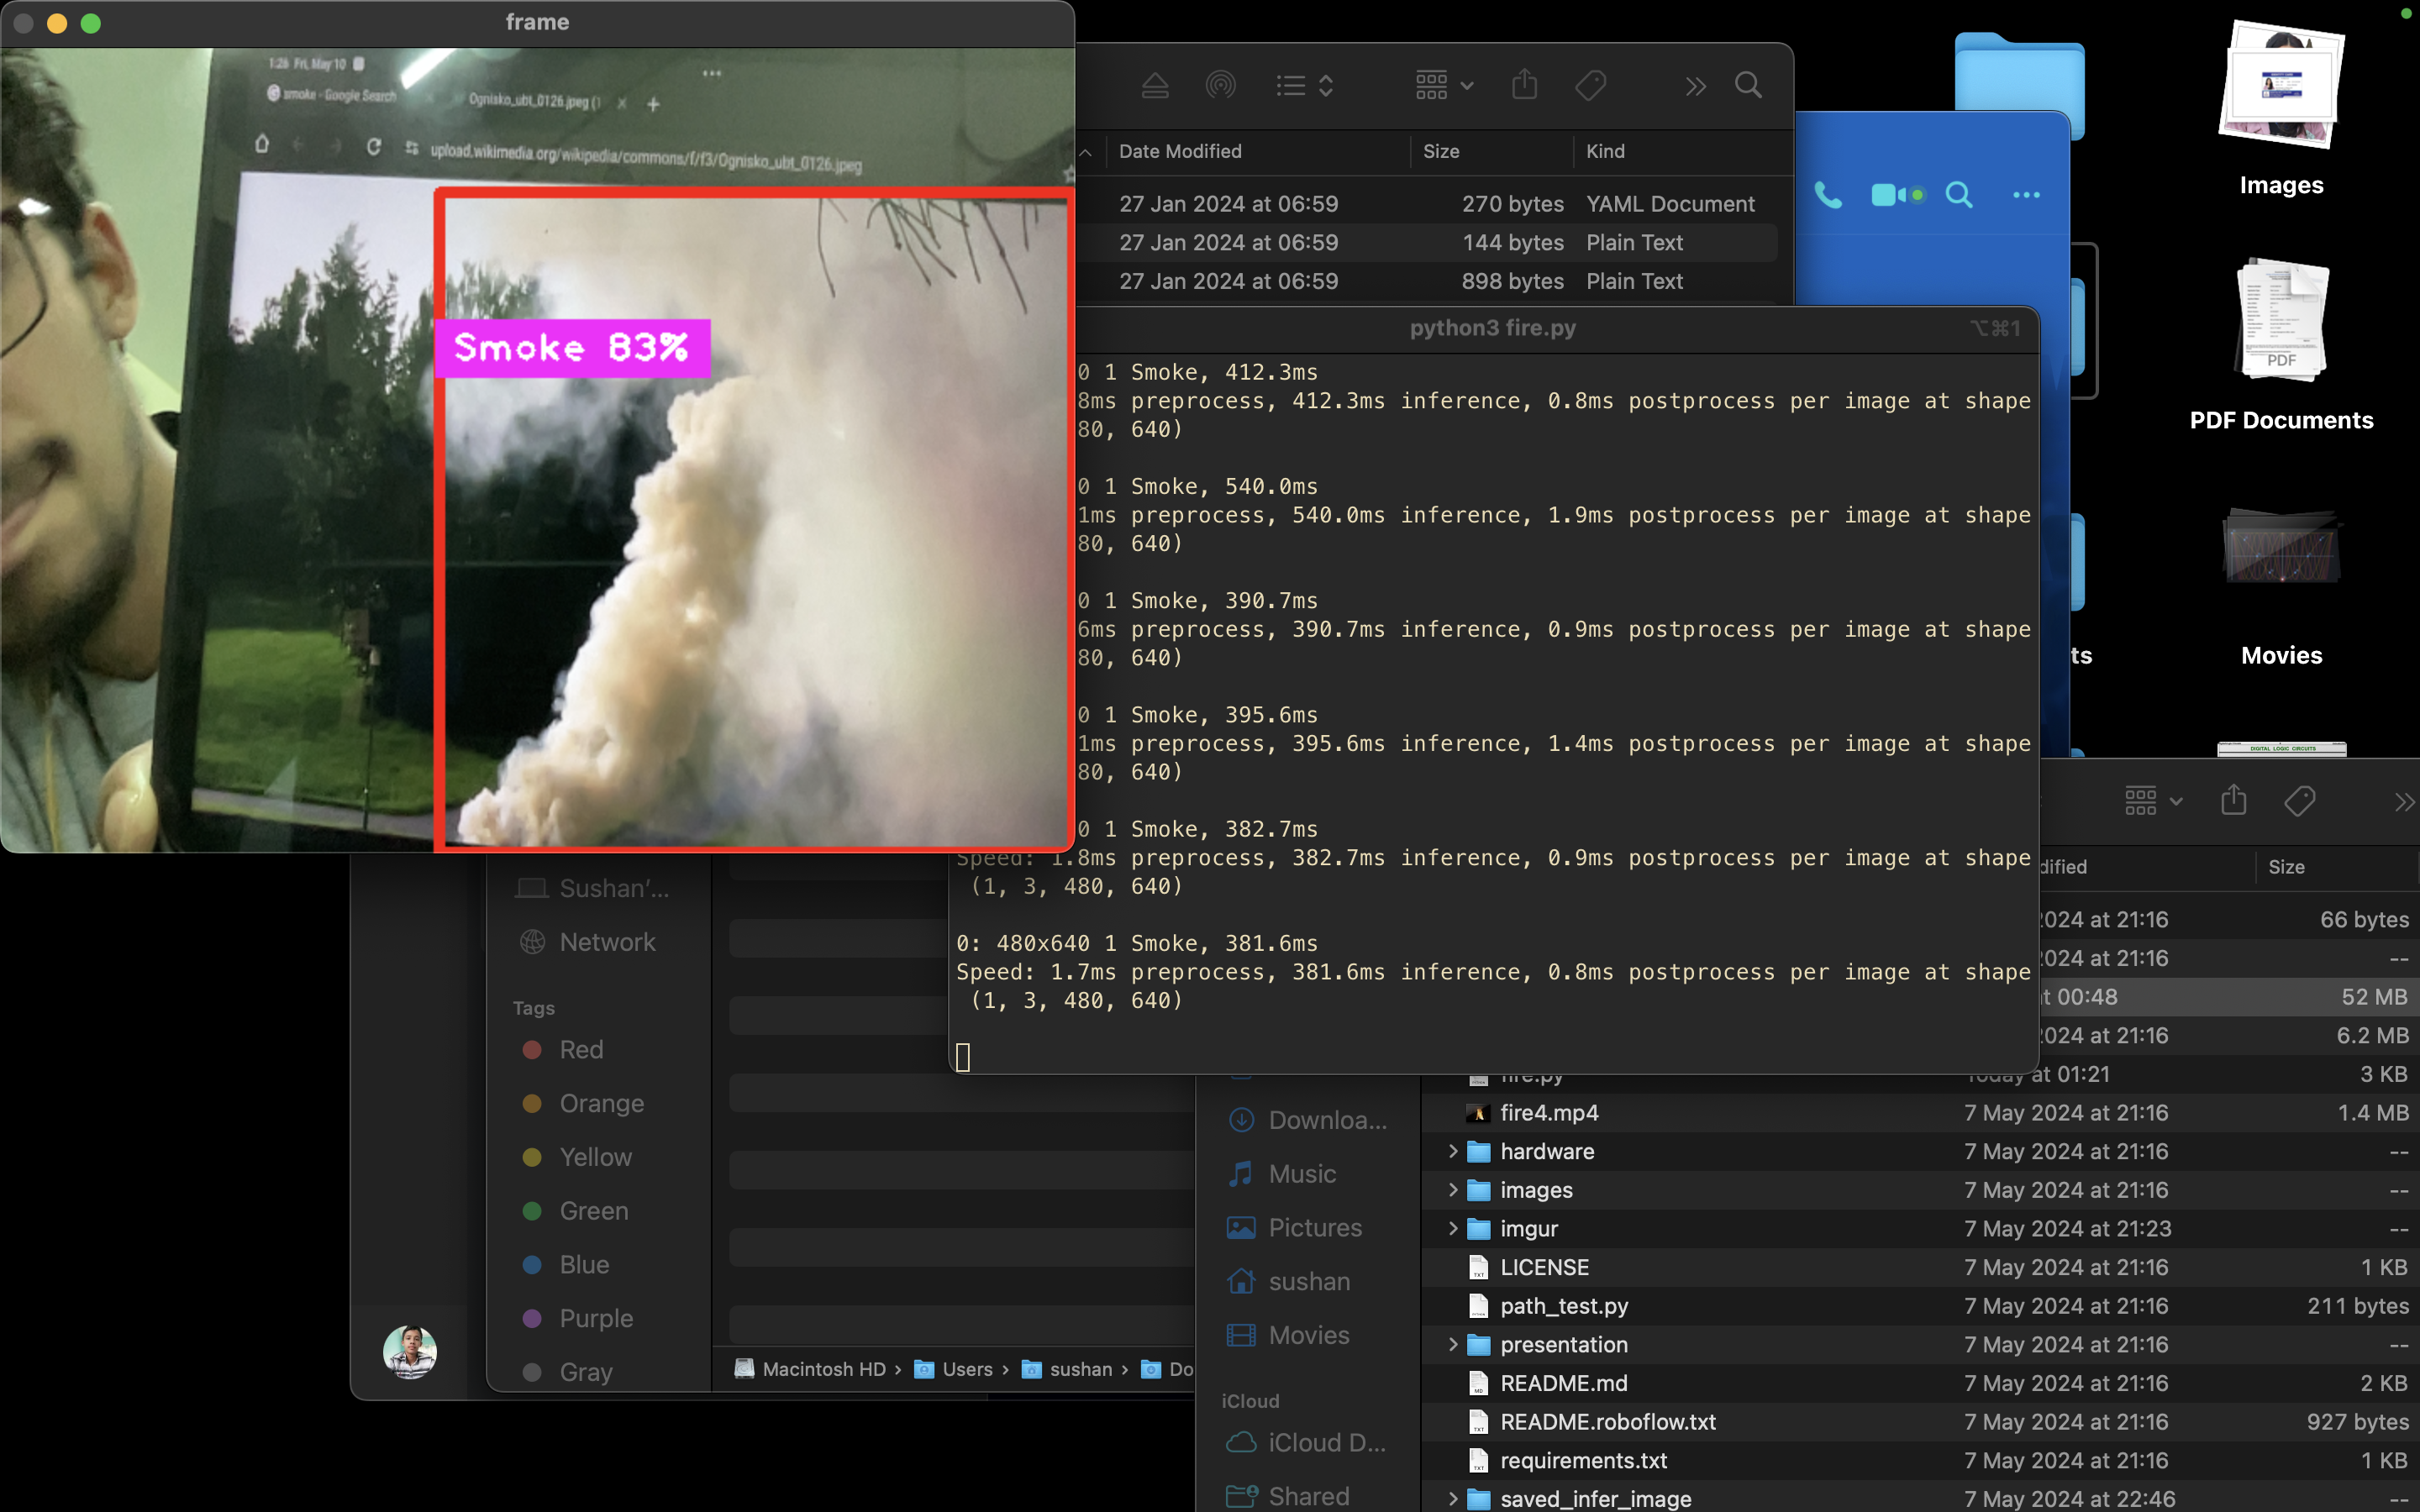 frame
1:26 Fri, May 10
smoke - Google Search
Ognisko_ubt_0126.jpeg (1
upload.wikimedia.org/wikipedia/commons/f/f3/Ognisko_ubt_0126.jpeg
Smoke 83%
Date Modified Size Kind
27 Jan 2024 at 06:59 270 bytes YAML Document
27 Jan 2024 at 06:59 144 bytes Plain Text
27 Jan 2024 at 06:59 898 bytes Plain Text
Images
PDF
PDF Documents
ts
Movies
DIGITAL LOGIC CIRCUITS
python3 fire.py ⌥⌘1
0 1 Smoke, 412.3ms
8ms preprocess, 412.3ms inference, 0.8ms postprocess per image at shape
80, 640)
0 1 Smoke, 540.0ms
1ms preprocess, 540.0ms inference, 1.9ms postprocess per image at shape
80, 640)
0 1 Smoke, 390.7ms
6ms preprocess, 390.7ms inference, 0.9ms postprocess per image at shape
80, 640)
0 1 Smoke, 395.6ms
1ms preprocess, 395.6ms inference, 1.4ms postprocess per image at shape
80, 640)
0 1 Smoke, 382.7ms
Speed: 1.8ms preprocess, 382.7ms inference, 0.9ms postprocess per image at shape
(1, 3, 480, 640)
0: 480x640 1 Smoke, 381.6ms
Speed: 1.7ms preprocess, 381.6ms inference, 0.8ms postprocess per image at shape
(1, 3, 480, 640)
Sushan'...
Network
Tags
Red
Orange
Yellow
Green
Blue
Purple
Gray
Macintosh HD › Users › sushan › Do
Downloa...
Music
Pictures
sushan
Movies
iCloud
iCloud D...
Shared
dified Size
2024 at 21:16 66 bytes
2024 at 21:16 --
at 00:48 52 MB
2024 at 21:16 6.2 MB
fire.py Today at 01:21 3 KB
fire4.mp4 7 May 2024 at 21:16 1.4 MB
hardware 7 May 2024 at 21:16 --
images 7 May 2024 at 21:16 --
imgur 7 May 2024 at 21:23 --
LICENSE 7 May 2024 at 21:16 1 KB
path_test.py 7 May 2024 at 21:16 211 bytes
presentation 7 May 2024 at 21:16 --
README.md 7 May 2024 at 21:16 2 KB
README.roboflow.txt 7 May 2024 at 21:16 927 bytes
requirements.txt 7 May 2024 at 21:16 1 KB
saved_infer_image 7 May 2024 at 22:46 --